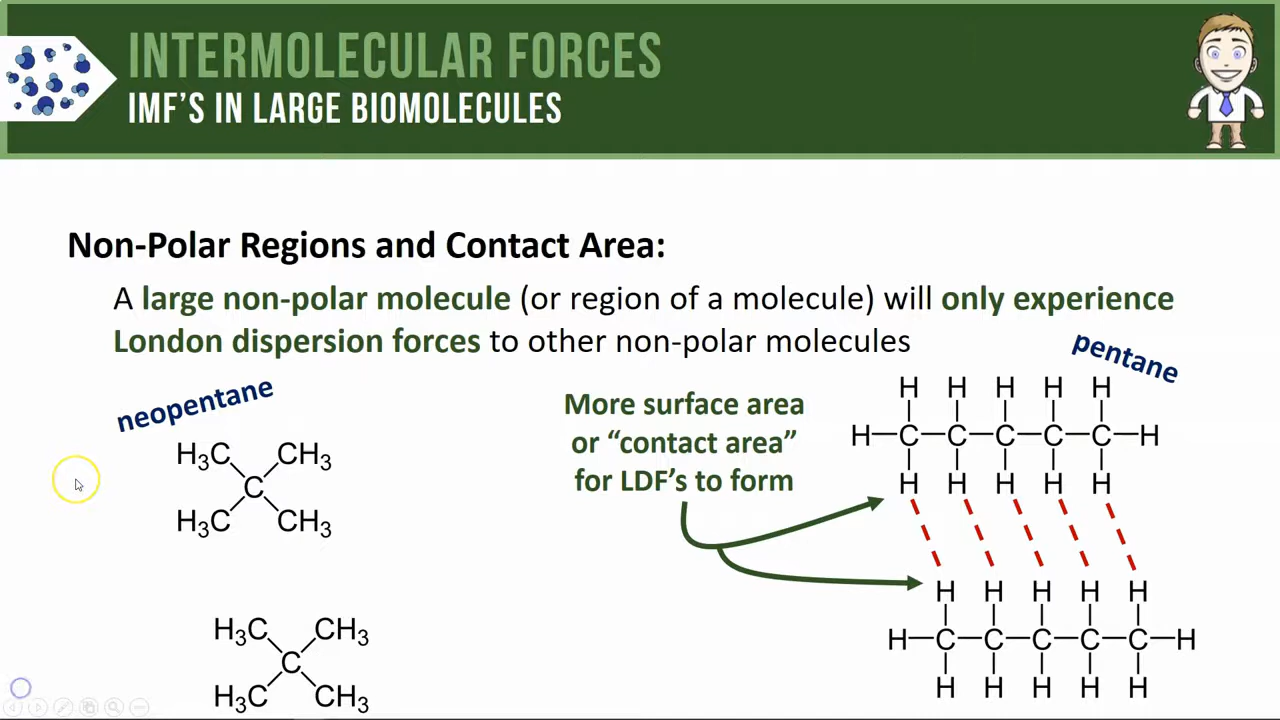 INTERMOLECULAR FORCES
IMF'S IN LARGE BIOMOLECULES
Non-Polar Regions and Contact Area:
A large non-polar molecule (or region of a molecule) will only experience
London dispersion forces to other non-polar molecules
neopentane
H₃C CH₃
C
H₃C CH₃
H₃C CH₃
C
H₃C CH₃
More surface area
or “contact area”
for LDF's to form
pentane
H H H H H
H–C–C–C–C–C–H
H H H H H
H H H H H
H–C–C–C–C–C–H
H H H H H